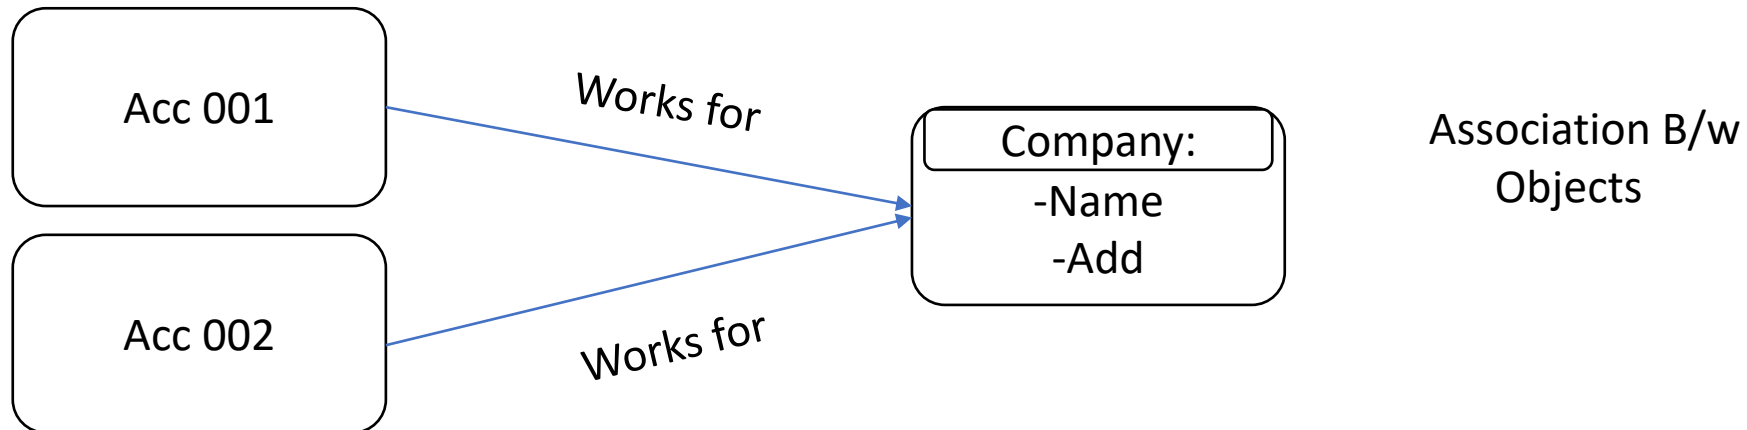 Acc 001
Works for
Company:
-Name
-Add
Association B/w
Objects
Acc 002
Works for